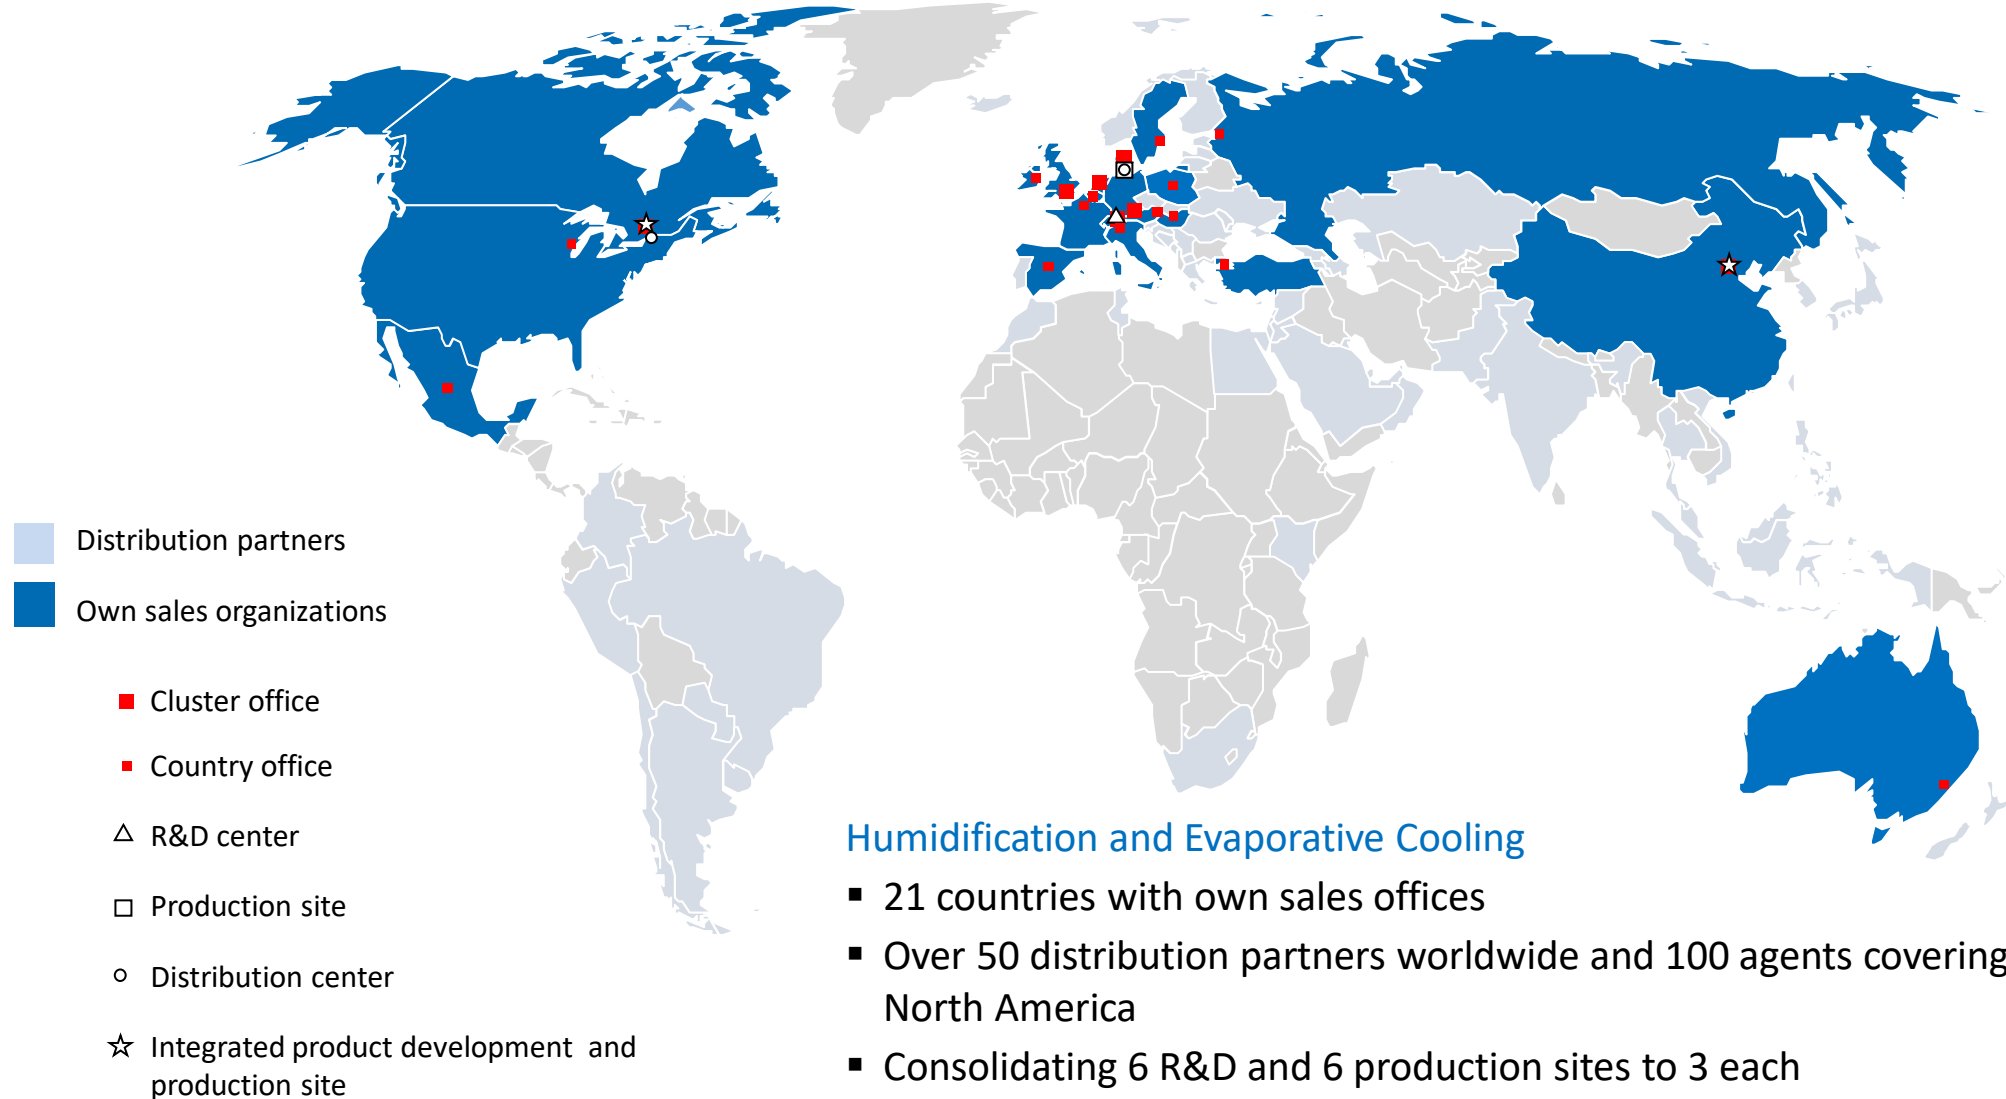 Distribution partners
Own sales organizations
Cluster office
Country office
R&D center
Production site
Distribution center
Integrated product development and
production site
Humidification and Evaporative Cooling
▪ 21 countries with own sales offices
▪ Over 50 distribution partners worldwide and 100 agents covering
North America
▪ Consolidating 6 R&D and 6 production sites to 3 each